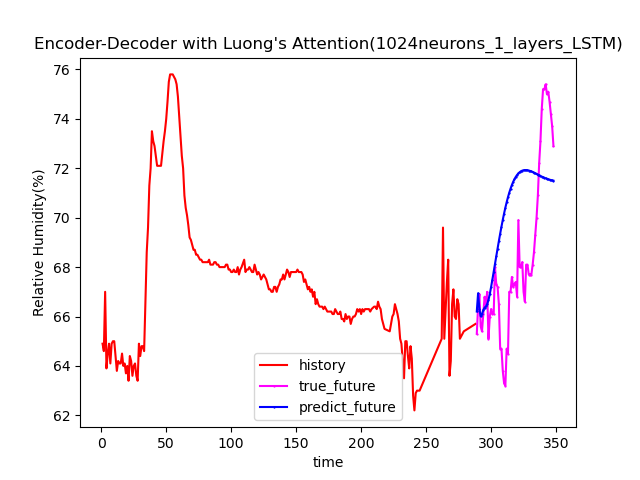 Encoder-Decoder with Luong's Attention(1024neurons_1_layers_LSTM)
76
74
72
70
68
66
64
62
Relative Humidity(%)
history
true_future
predict_future
0 50 100 150 200 250 300 350
time